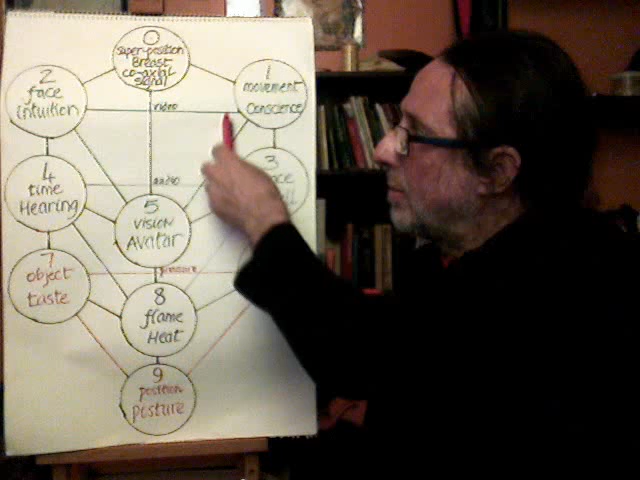 0
super-position
Breast
co-axial
signal
2
face
intuition
1
movement
Conscience
video
4
time
Hearing
3
audio
5
VISION
AVATAR
7
object
taste
pressure
8
flame
Heat
9
position
posture